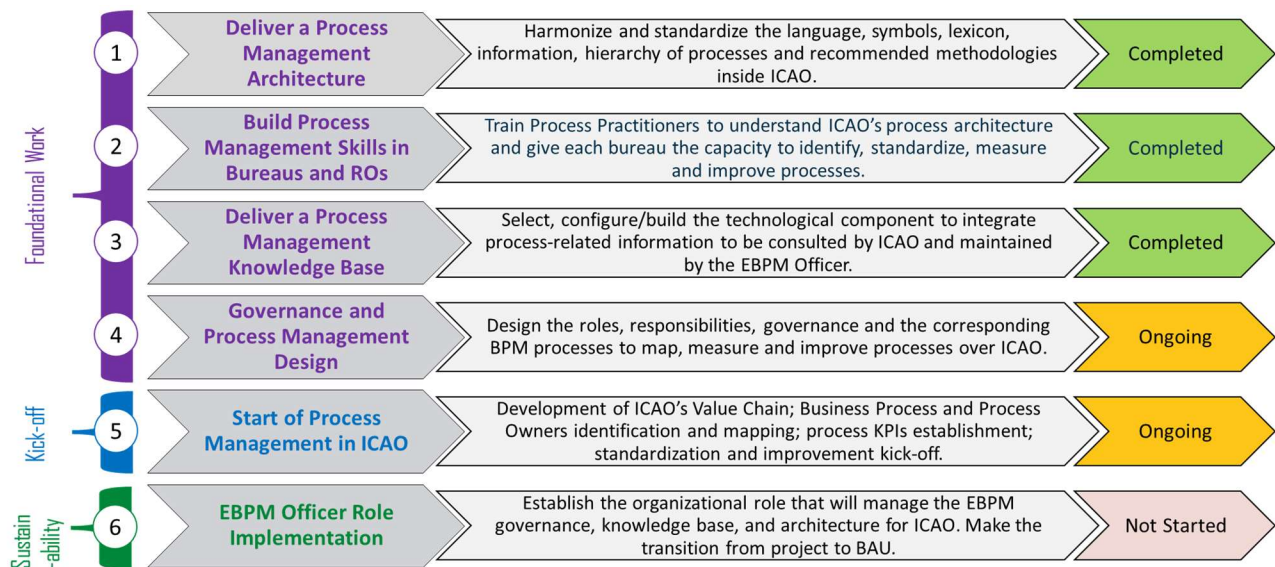 Foundational Work
1
Deliver a Process
Management
Architecture
Harmonize and standardize the language, symbols, lexicon,
information, hierarchy of processes and recommended methodologies
inside ICAO.
Completed
2
Build Process
Management Skills in
Bureaus and ROs
Train Process Practitioners to understand ICAO’s process architecture
and give each bureau the capacity to identify, standardize, measure
and improve processes.
Completed
3
Deliver a Process
Management
Knowledge Base
Select, configure/build the technological component to integrate
process-related information to be consulted by ICAO and maintained
by the EBPM Officer.
Completed
4
Governance and
Process Management
Design
Design the roles, responsibilities, governance and the corresponding
BPM processes to map, measure and improve processes over ICAO.
Ongoing
Kick-off
5
Start of Process
Management in ICAO
Development of ICAO’s Value Chain; Business Process and Process
Owners identification and mapping; process KPIs establishment;
standardization and improvement kick-off.
Ongoing
Sustain
-ability
6
EBPM Officer Role
Implementation
Establish the organizational role that will manage the EBPM
governance, knowledge base, and architecture for ICAO. Make the
transition from project to BAU.
Not Started